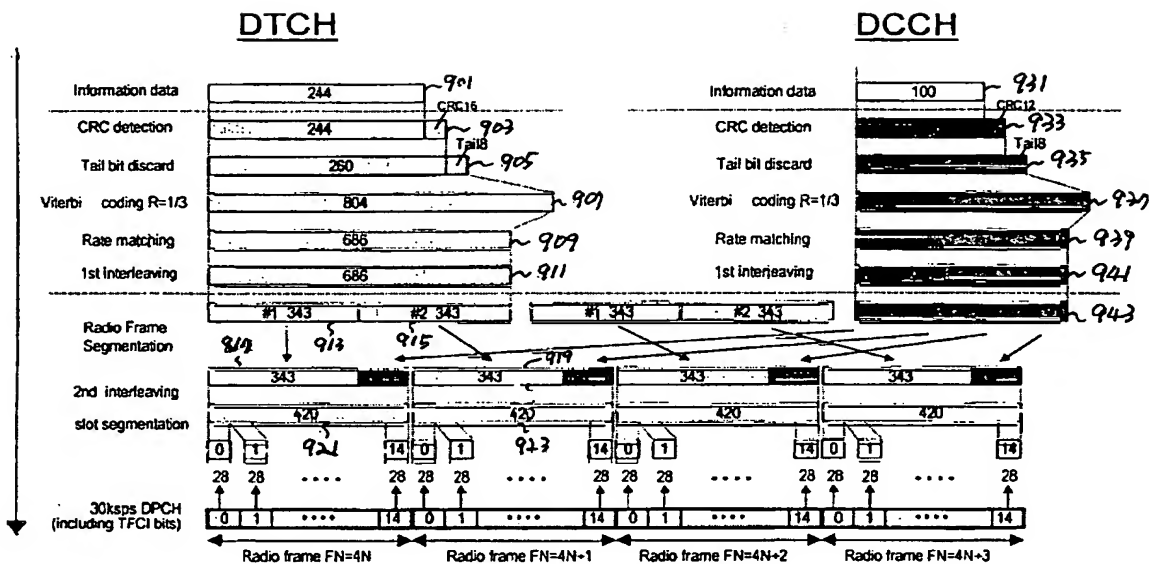 DTCH DCCH
Information data 244 901 Information data 100 931
CRC16 CRC12
CRC detection 244 903 CRC detection 933
Tail8 Tail8
Tail bit discard 260 905 Tail bit discard 935
Viterbi coding R=1/3 804 907 Viterbi coding R=1/3 937
Rate matching 686 909 Rate matching 939
1st interleaving 686 911 1st interleaving 941
#1 343 #2 343 #1 343 #2 343 943
Radio Frame
Segmentation
913 915
919
343 343 343 343
2nd interleaving
420 420 420 420
slot segmentation
921 923
0 1 14 0 1 14 0 1 14 0 1 14
28 28 •••• 28 28 28 •••• 28 28 28 •••• 28 28 28 •••• 28
30ksps DPCH
(including TFCI bits)
0 1 •••• 14 0 1 •••• 14 0 1 •••• 14 0 1 •••• 14
Radio frame FN=4N Radio frame FN=4N+1 Radio frame FN=4N+2 Radio frame FN=4N+3